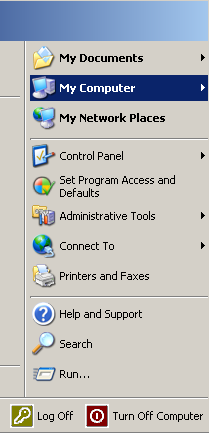 My Documents
My Computer
My Network Places
Control Panel
Set Program Access and
Defaults
Administrative Tools
Connect To
Printers and Faxes
Help and Support
Search
Run...
Log Off
Turn Off Computer